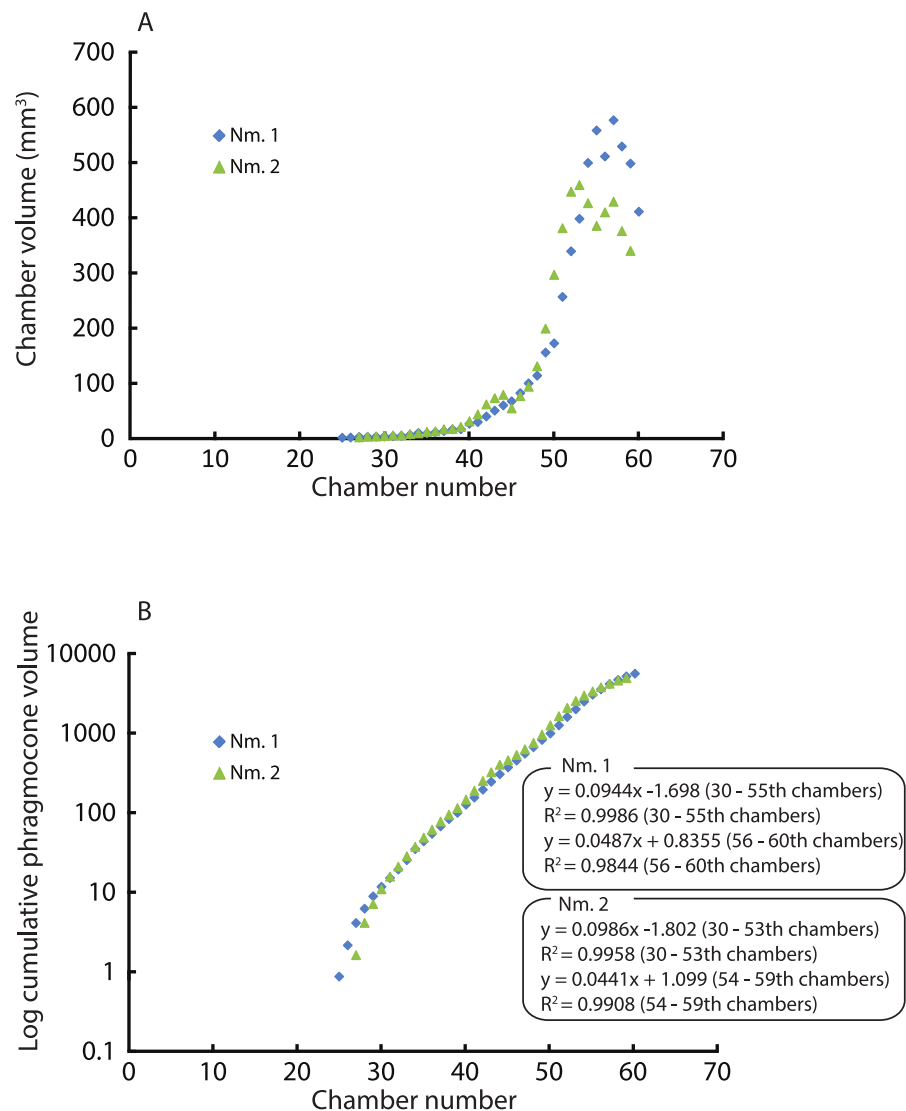 A
Chamber volume (mm³)
700
600
500
400
300
200
100
0
Nm. 1
Nm. 2
0 10 20 30 40 50 60 70
Chamber number
B
Log cumulative phragmocone volume
10000
1000
100
10
1
0.1
Nm. 1
Nm. 2
Nm. 1
y = 0.0944x -1.698 (30 - 55th chambers)
R² = 0.9986 (30 - 55th chambers)
y = 0.0487x + 0.8355 (56 - 60th chambers)
R² = 0.9844 (56 - 60th chambers)
Nm. 2
y = 0.0986x -1.802 (30 - 53th chambers)
R² = 0.9958 (30 - 53th chambers)
y = 0.0441x + 1.099 (54 - 59th chambers)
R² = 0.9908 (54 - 59th chambers)
0 10 20 30 40 50 60 70
Chamber number